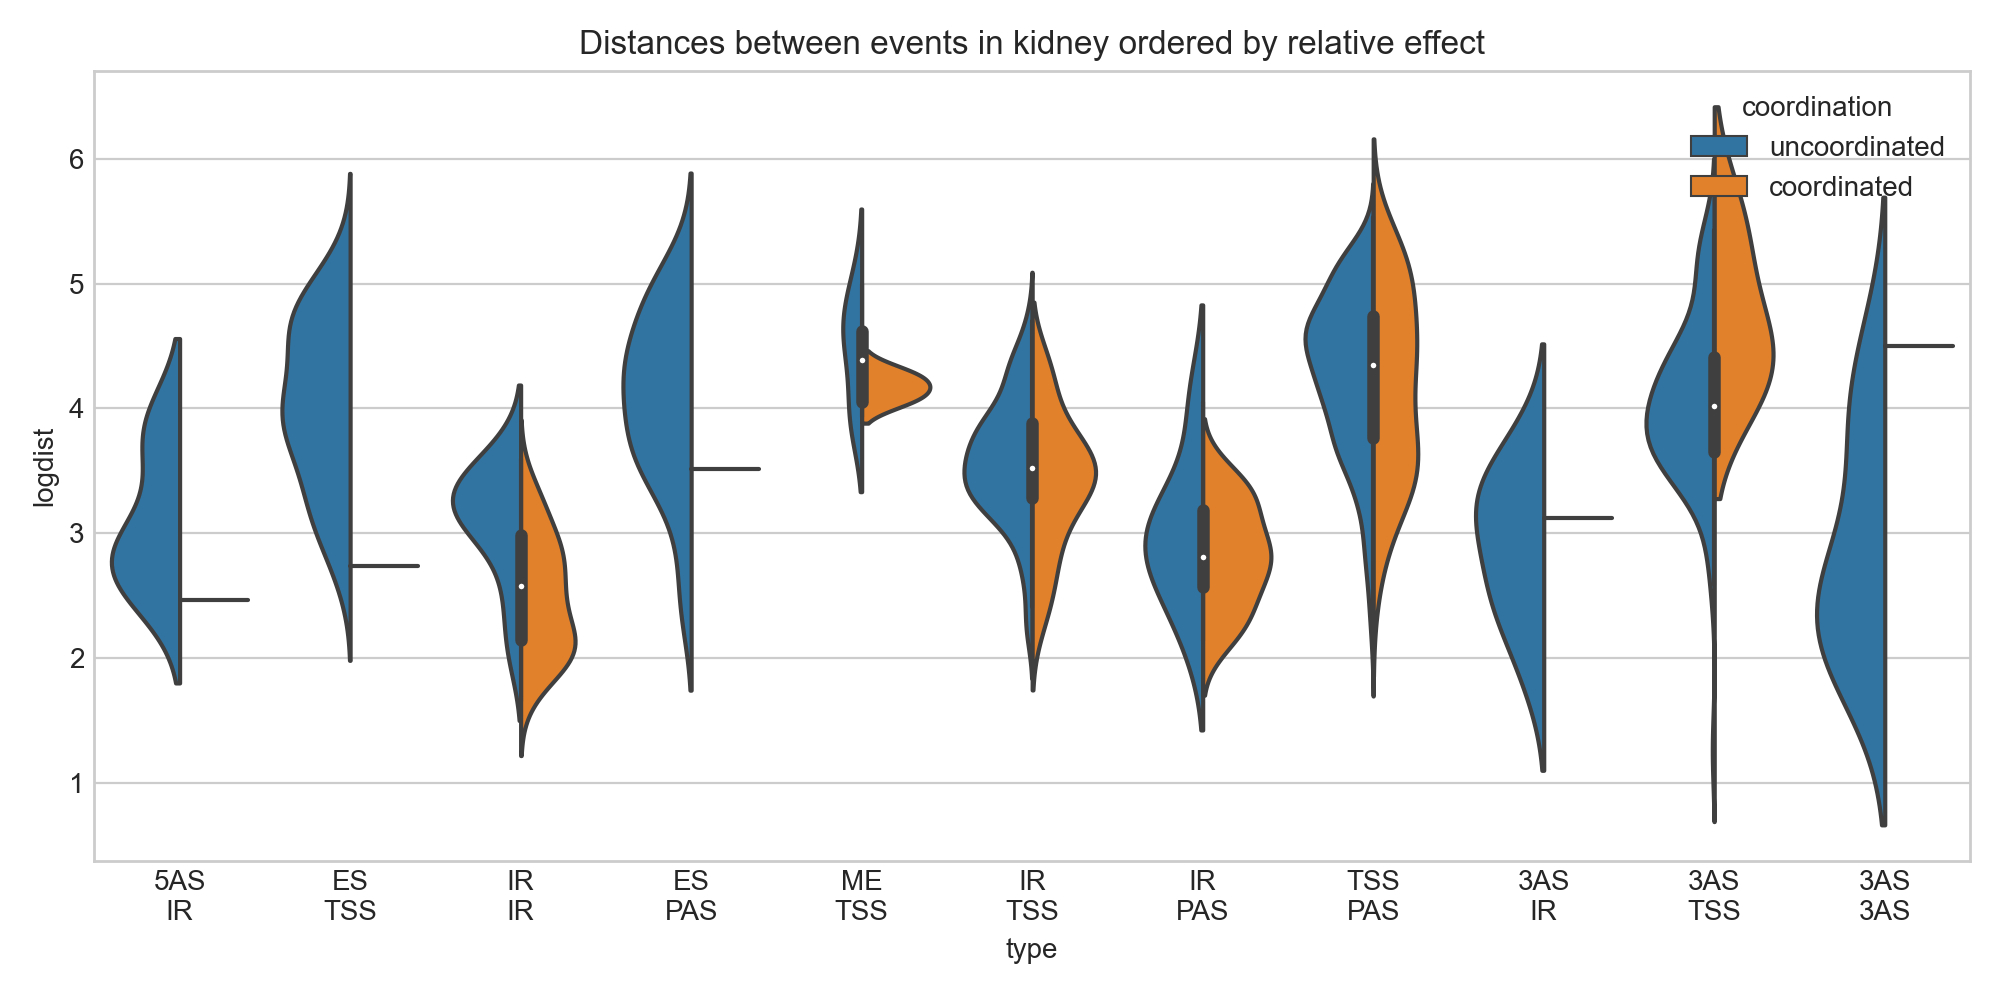 Distances between events in kidney ordered by relative effect
coordination
uncoordinated
coordinated
logdist
6
5
4
3
2
1
5AS
IR
ES
TSS
IR
IR
ES
PAS
ME
TSS
IR
TSS
IR
PAS
TSS
PAS
3AS
IR
3AS
TSS
3AS
3AS
type